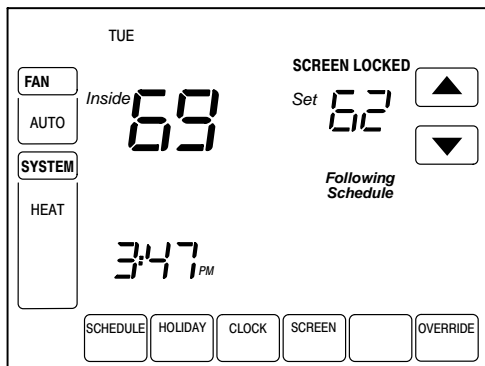 TUE
SCREEN LOCKED
FAN
AUTO
Inside 69
Set 62
SYSTEM
HEAT
Following
Schedule
3:47 PM
SCHEDULE HOLIDAY CLOCK SCREEN OVERRIDE